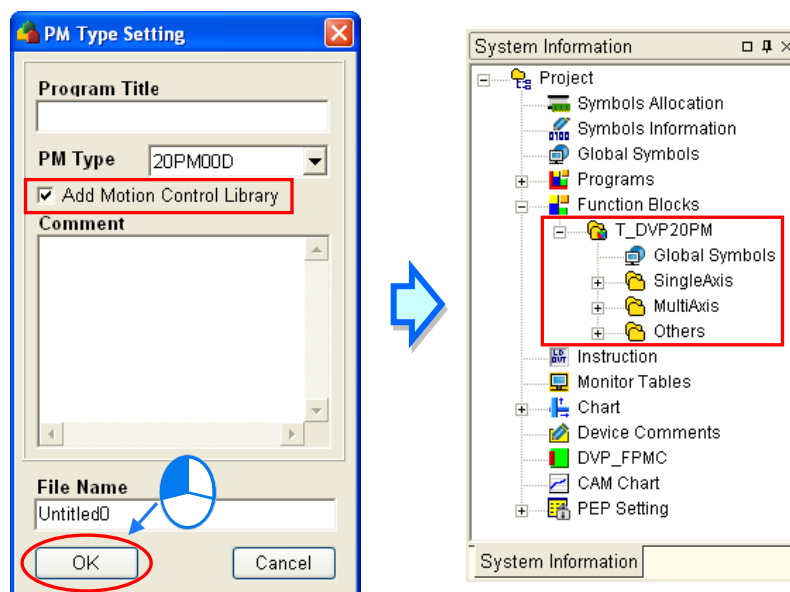 PM Type Setting
Program Title
PM Type
20PM00D
Add Motion Control Library
Comment
File Name
Untitled0
OK
Cancel
System Information
Project
Symbols Allocation
Symbols Information
Global Symbols
Programs
Function Blocks
T_DVP20PM
Global Symbols
SingleAxis
MultiAxis
Others
Instruction
Monitor Tables
Chart
Device Comments
DVP_FPMC
CAM Chart
PEP Setting
System Information